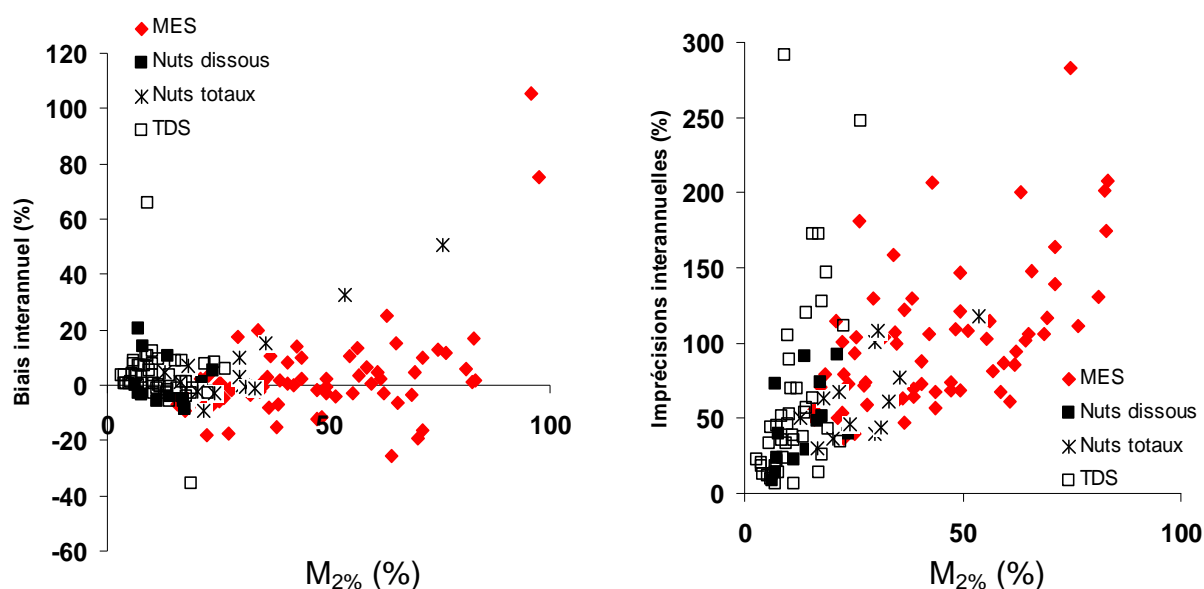 MES
Nuts dissous
Nuts totaux
TDS
Biais interannuel (%)
120
100
80
60
40
20
0
-20
-40
-60
0
50
100
M2% (%)
Imprécisions interannuelles (%)
300
250
200
150
100
50
0
MES
Nuts dissous
Nuts totaux
TDS
0
50
100
M2% (%)